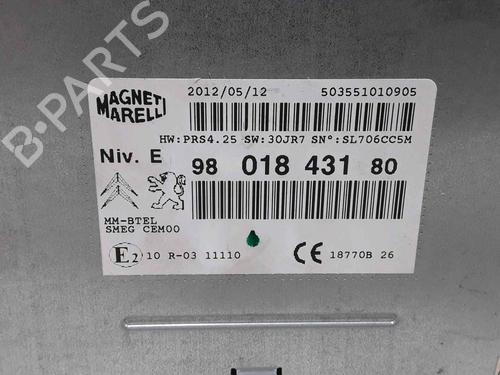 B-Parts
MAGNETI
MARELLI
2012/05/12 503551010905
HW:PRS4.25 SW:30JR7 SN°:SL706CC5M
Niv. E 98 018 431 80
MM-BTEL
SMEG CEM00
E2 10 R-03 11110 CE 18770B 26